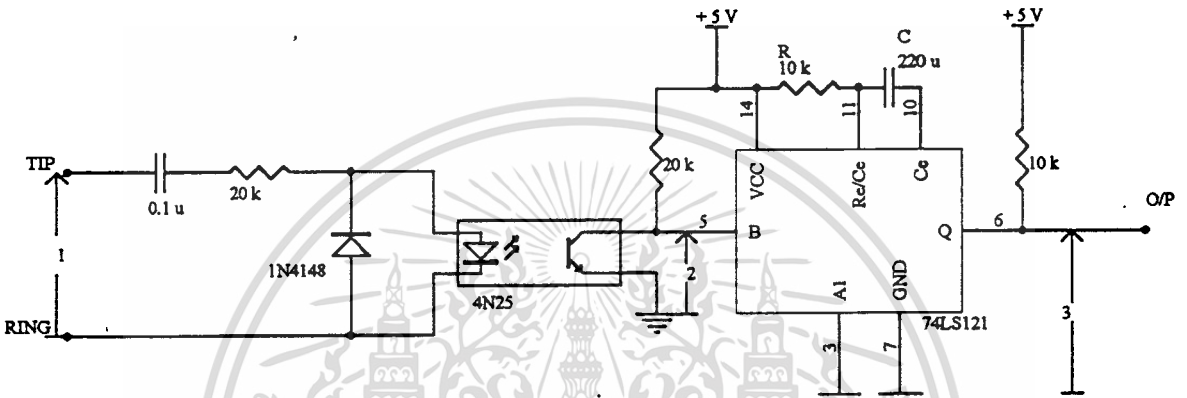 +5 V
+5 V
R
10 k
C
220 u
14
11
10
TIP
0.1 u
20 k
20 k
VCC
Re/Ce
Ce
O/P
1
1N4148
4N25
5
B
Q
6
2
A1
GND
74LS121
3
RING
3
7